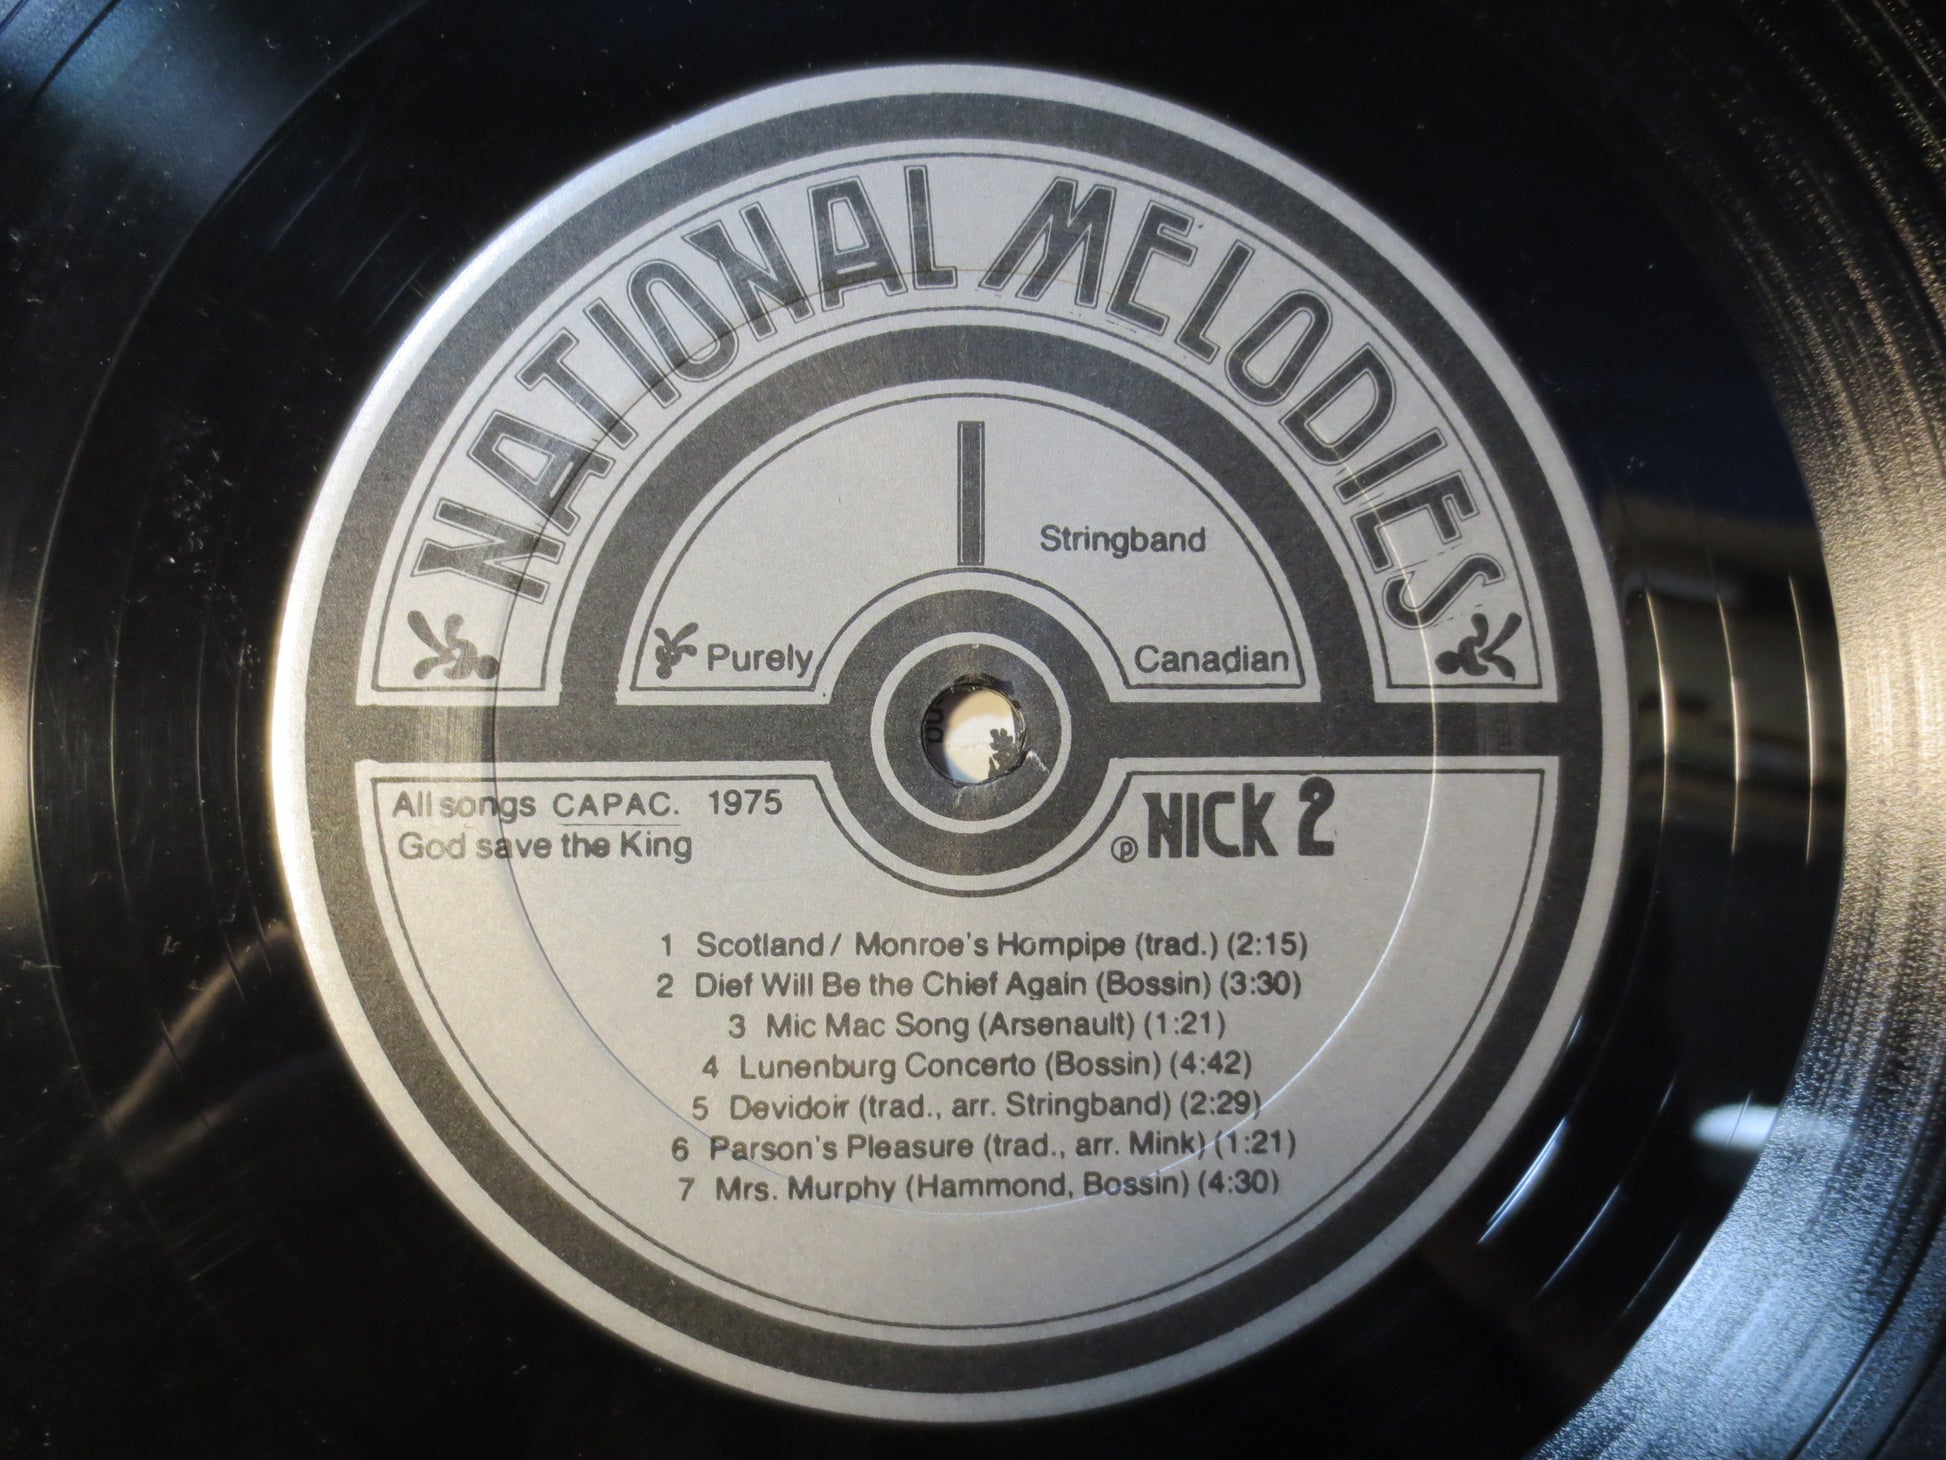 NATIONAL MELODIES
Stringband
Purely Canadian
All songs CAPAC. 1975
God save the King
℗ NICK 2
1 Scotland/ Monroe's Hornpipe (trad.) (2:15)
2 Dief Will Be the Chief Again (Bossin) (3:30)
3 Mic Mac Song (Arsenault) (1:21)
4 Lunenburg Concerto (Bossin) (4:42)
5 Devidoir (trad., arr. Stringband) (2:29)
6 Parson's Pleasure (trad., arr. Mink) (1:21)
7 Mrs. Murphy (Hammond, Bossin) (4:30)